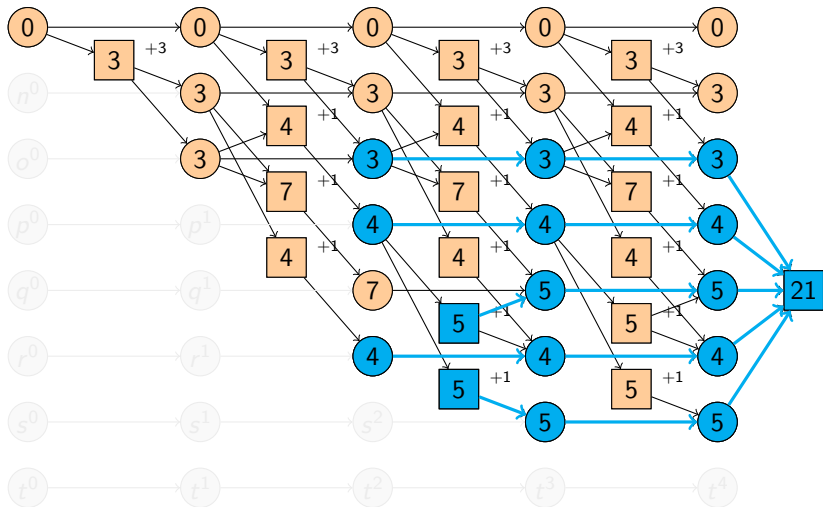 0 0 0 0 0
3 +3 3 +3 3 +3 3 +3
n⁰ 3 3 3 3
4 +1 4 +1 4 +1
o⁰ 3 3 3 3
7 +1 7 +1 7 +1
p⁰ p¹ 4 4 4
4 +1 4 +1 4 +1
q⁰ q¹ 7 5 5 21
5 +1 5 +1
r⁰ r¹ 4 4 4
5 +1 5 +1
s⁰ s¹ s² 5 5
t⁰ t¹ t² t³ t⁴